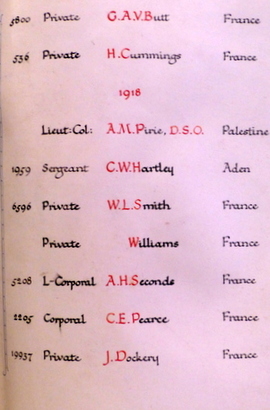 5800 Private G.A.V.Butt France
536 Private H.Cummings France
1918
Lieut:Col: A.M.Pirie, D.S.O. Palestine
1959 Sergeant C.W.Hartley Aden
6596 Private W.L.Smith France
Private Williams France
5208 L-Corporal A.H.Seconds France
2205 Corporal C.E.Pearce France
19937 Private J.Dockery France